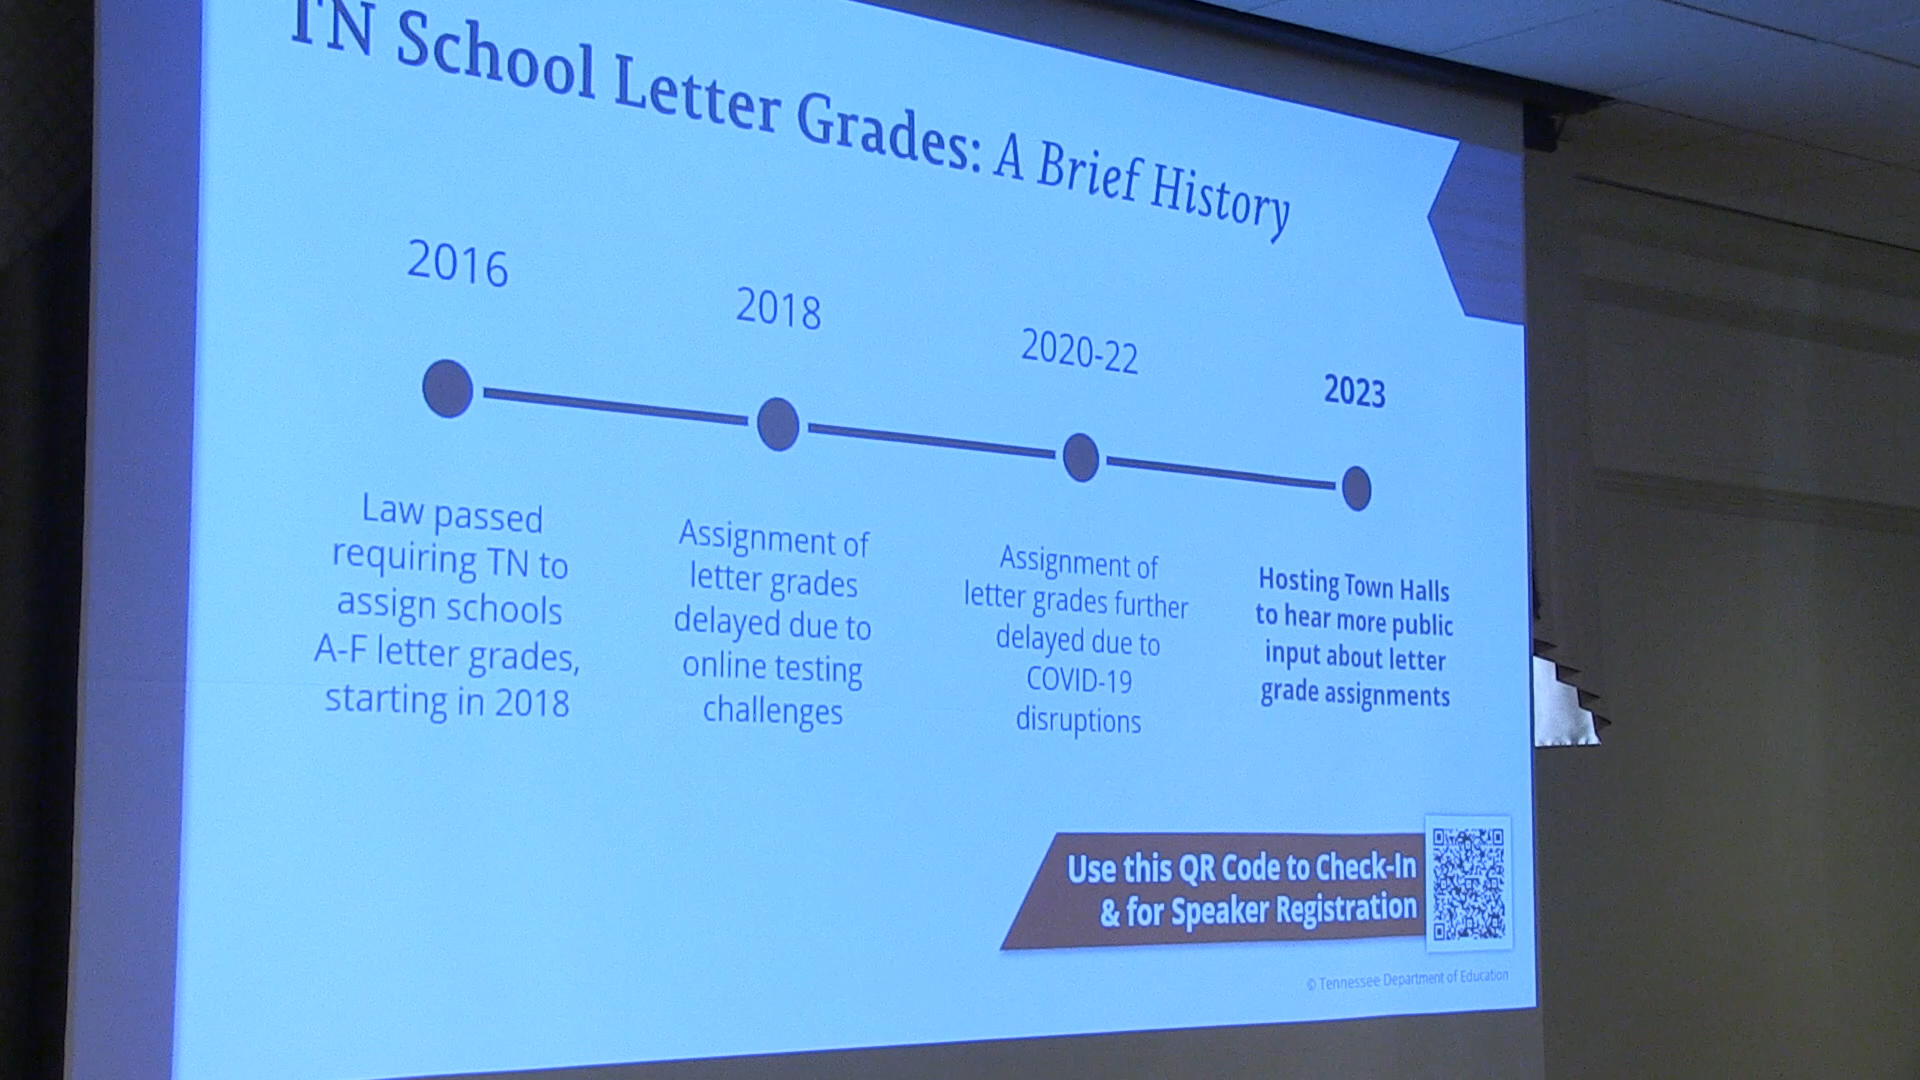 TN School Letter Grades: A Brief History
2016
Law passed
requiring TN to
assign schools
A-F letter grades,
starting in 2018
2018
Assignment of
letter grades
delayed due to
online testing
challenges
2020-22
Assignment of
letter grades further
delayed due to
COVID-19
disruptions
2023
Hosting Town Halls
to hear more public
input about letter
grade assignments
Use this QR Code to Check-In
& for Speaker Registration
© Tennessee Department of Education